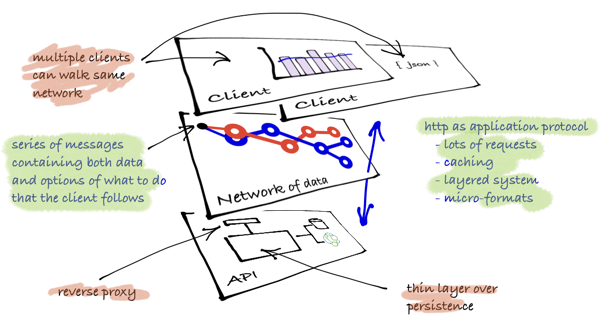 multiple clients
can walk same
network
[ json ]
Client
Client
series of messages
containing both data
and options of what to do
that the client follows
http as application protocol
- lots of requests
- caching
- layered system
- micro-formats
Network of data
API
reverse proxy
thin layer over
persistence